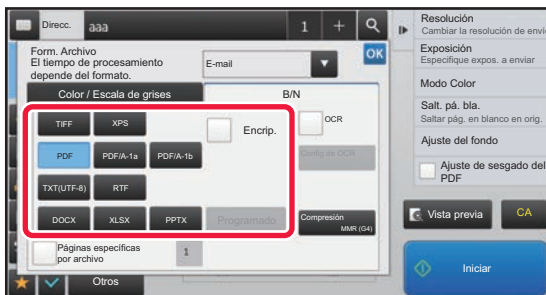 Direcc.
aaa
1
Form. Archivo
El tiempo de procesamiento
depende del formato.
E-mail
OK
Color / Escala de grises
B/N
TIFF
XPS
Encrip.
OCR
PDF
PDF/A-1a
PDF/A-1b
Config de OCR
TXT(UTF-8)
RTF
DOCX
XLSX
PPTX
Programado
Compresión
MMR (G4)
Páginas específicas
por archivo
1
Otros
Resolución
Cambiar la resolución de enví
Exposición
Especifique expos. a enviar
Modo Color
Salt. pá. bla.
Saltar pág. en blanco en orig.
Ajuste del fondo
Ajuste de sesgado del
PDF
Vista previa
CA
Iniciar